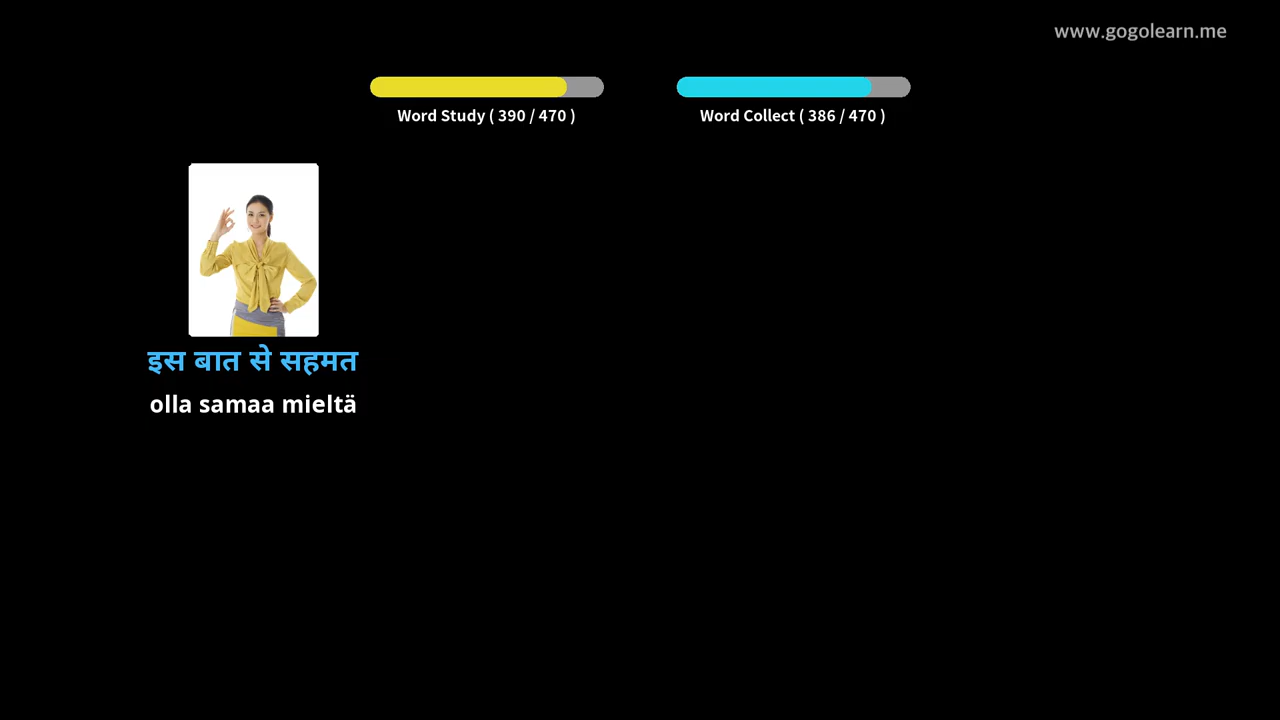 www.gogolearn.me
Word Study ( 390 / 470 )
Word Collect ( 386 / 470 )
इस बात से सहमत
olla samaa mieltä